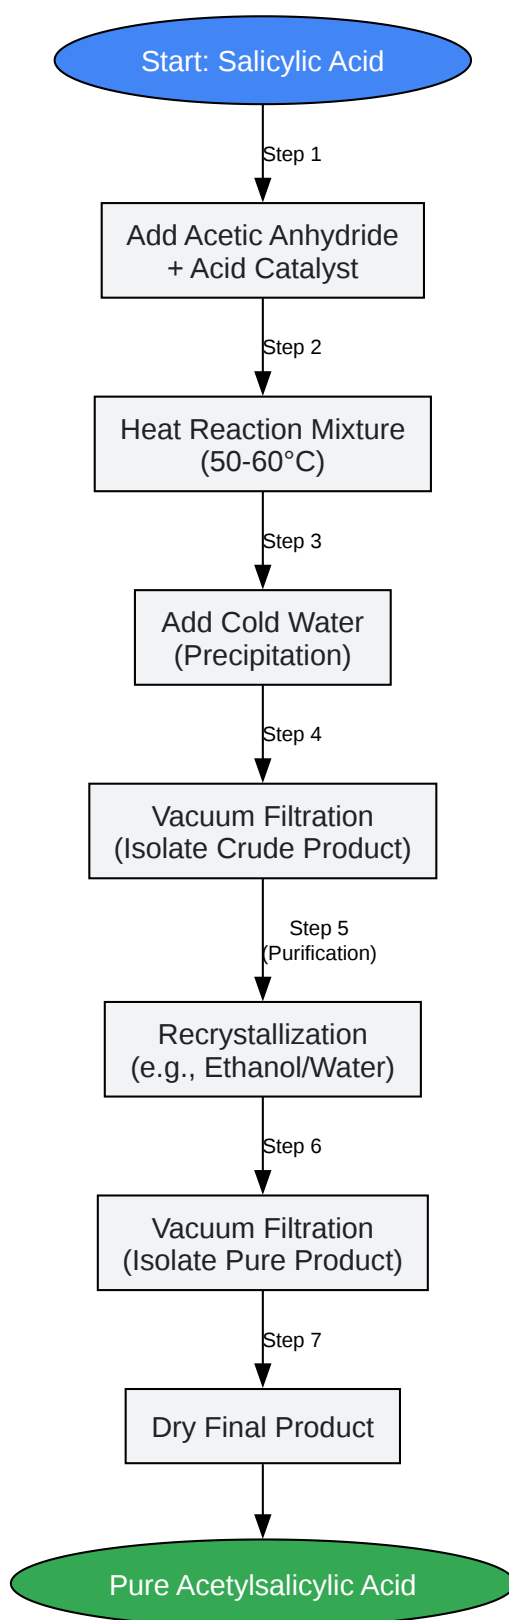 Start: Salicylic Acid
Step 1
Add Acetic Anhydride
+ Acid Catalyst
Step 2
Heat Reaction Mixture
(50-60°C)
Step 3
Add Cold Water
(Precipitation)
Step 4
Vacuum Filtration
(Isolate Crude Product)
Step 5
(Purification)
Recrystallization
(e.g., Ethanol/Water)
Step 6
Vacuum Filtration
(Isolate Pure Product)
Step 7
Dry Final Product
Pure Acetylsalicylic Acid